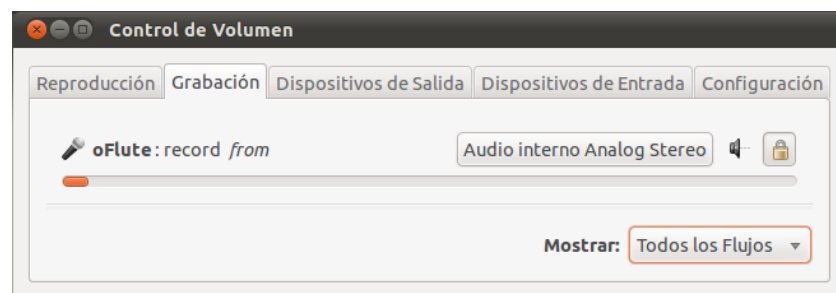 Control de Volumen
Reproducción Grabación Dispositivos de Salida Dispositivos de Entrada Configuración
oFlute: record from Audio interno Analog Stereo
Mostrar: Todos los Flujos